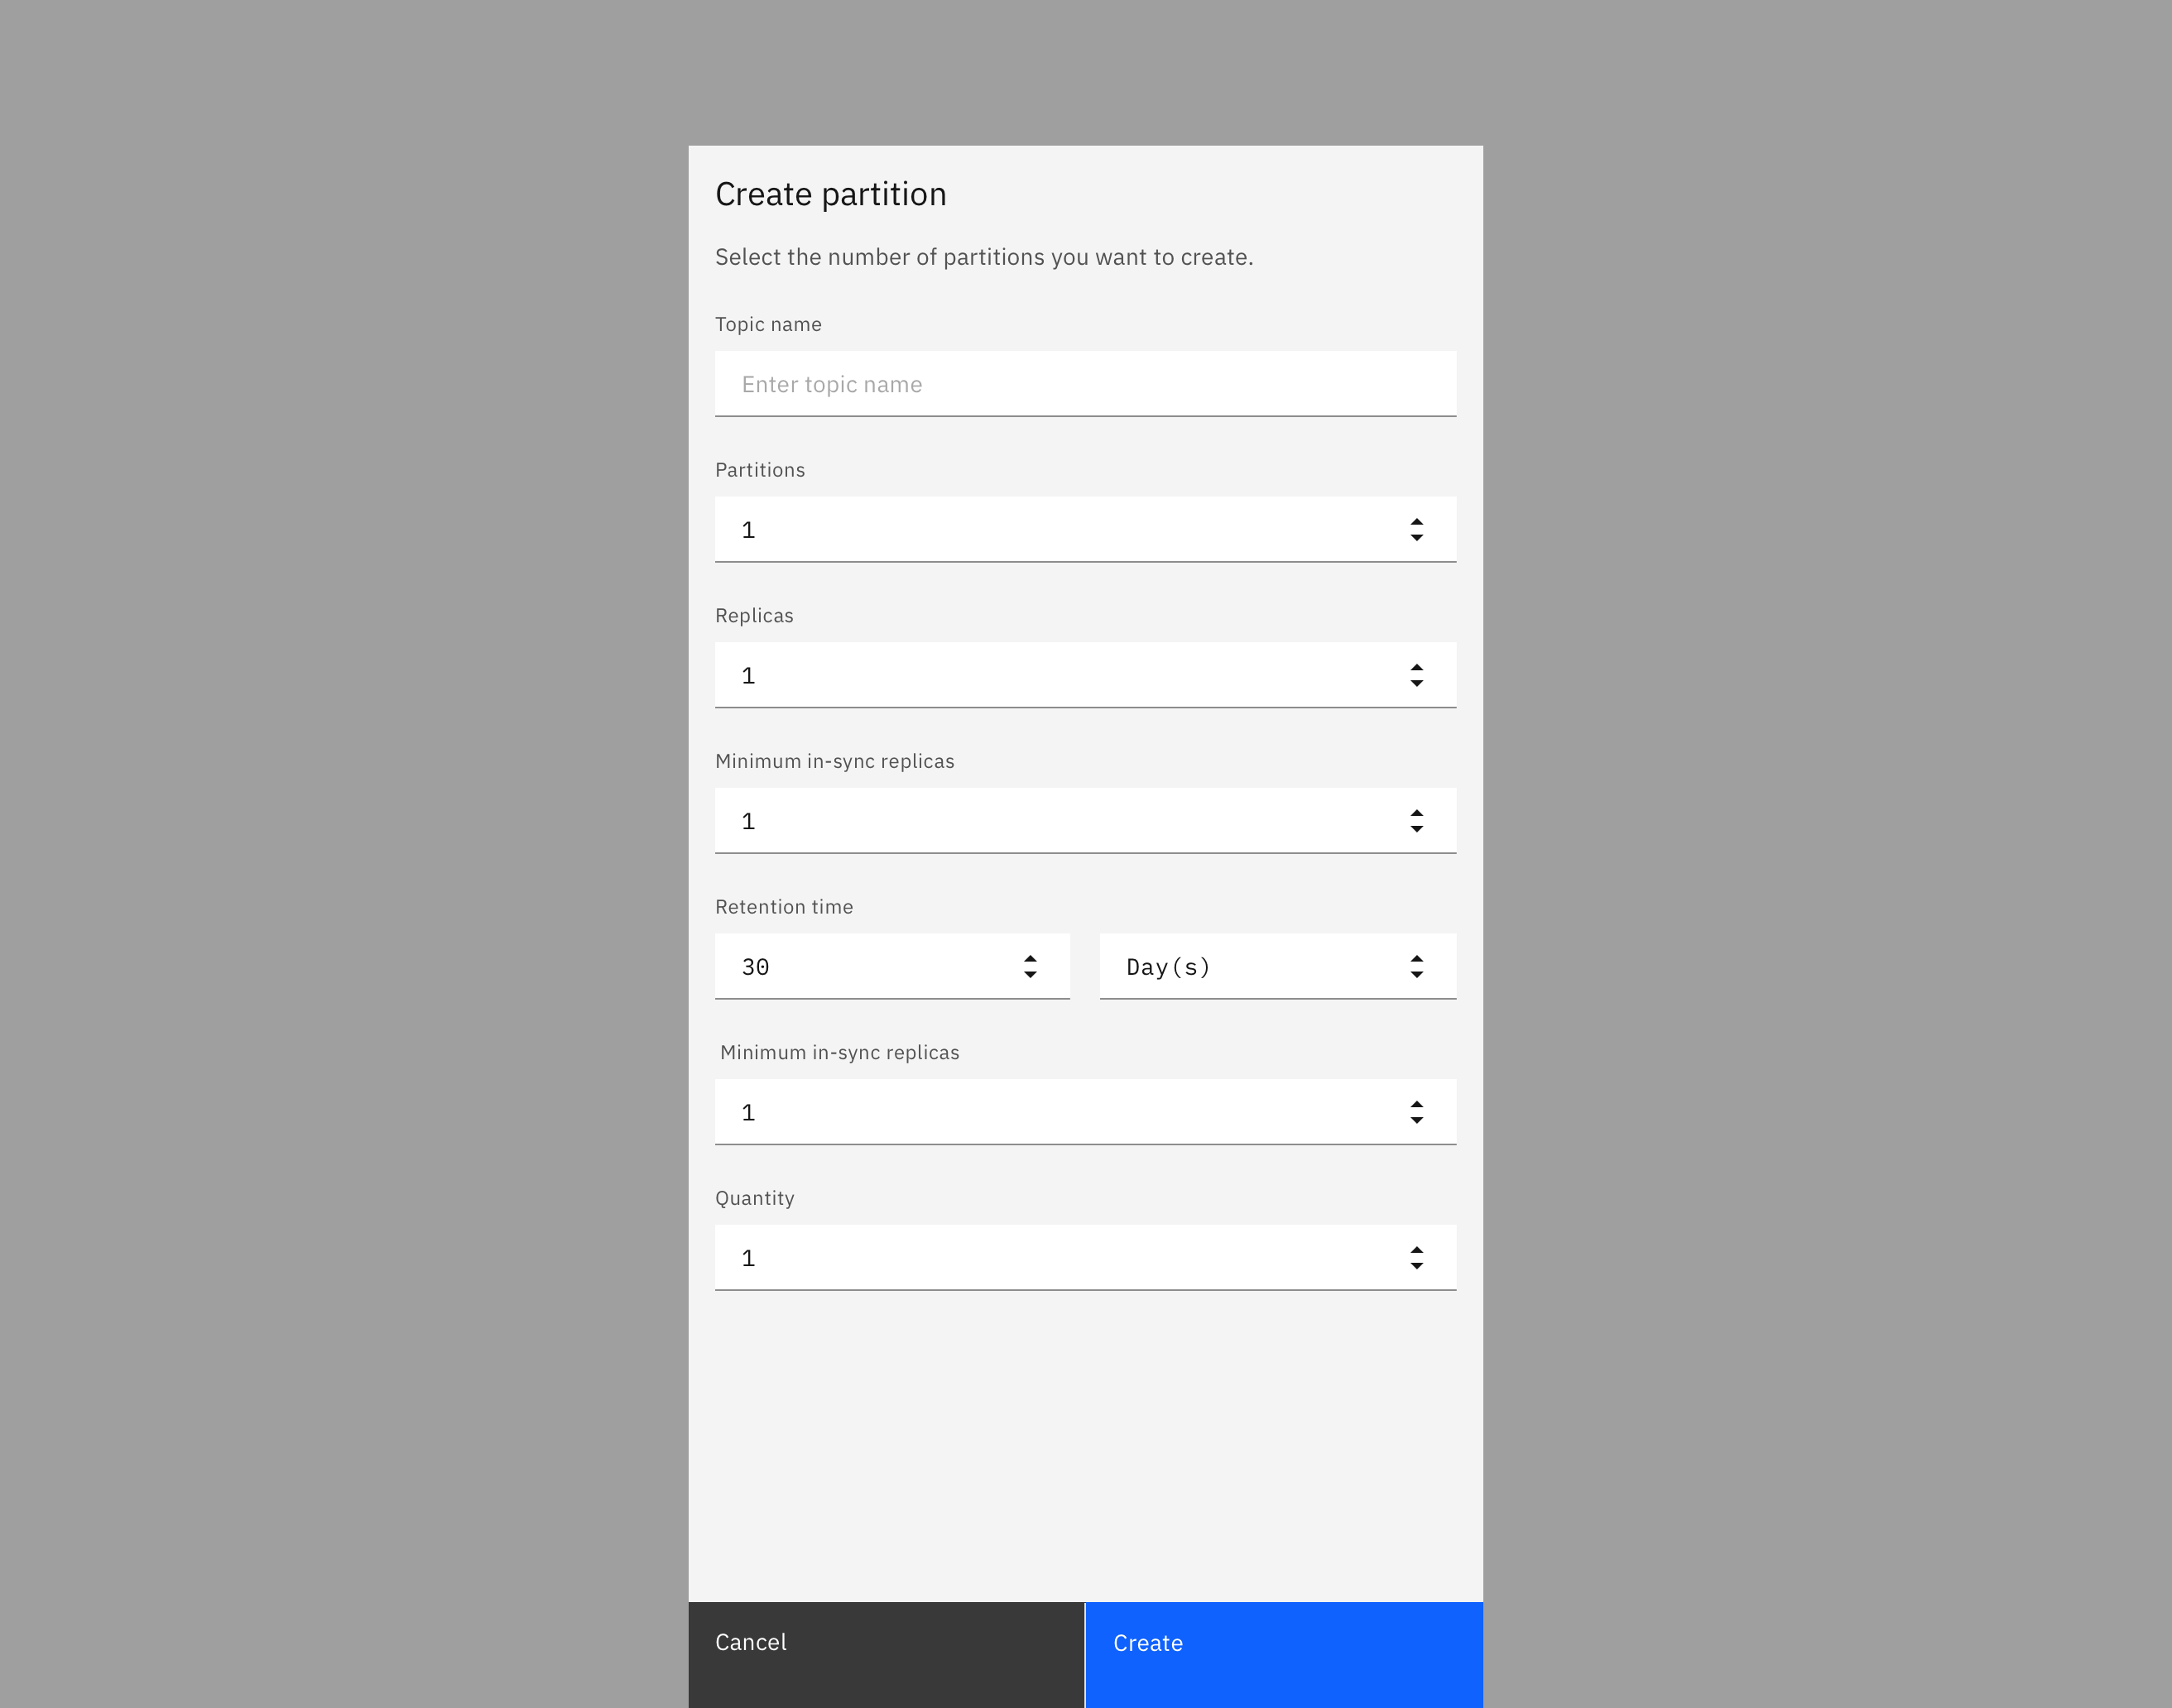 Create partition
Select the number of partitions you want to create.
Topic name
Enter topic name
Partitions
1
Replicas
1
Minimum in-sync replicas
1
Retention time
30 Day(s)
Minimum in-sync replicas
1
Quantity
1
Cancel Create